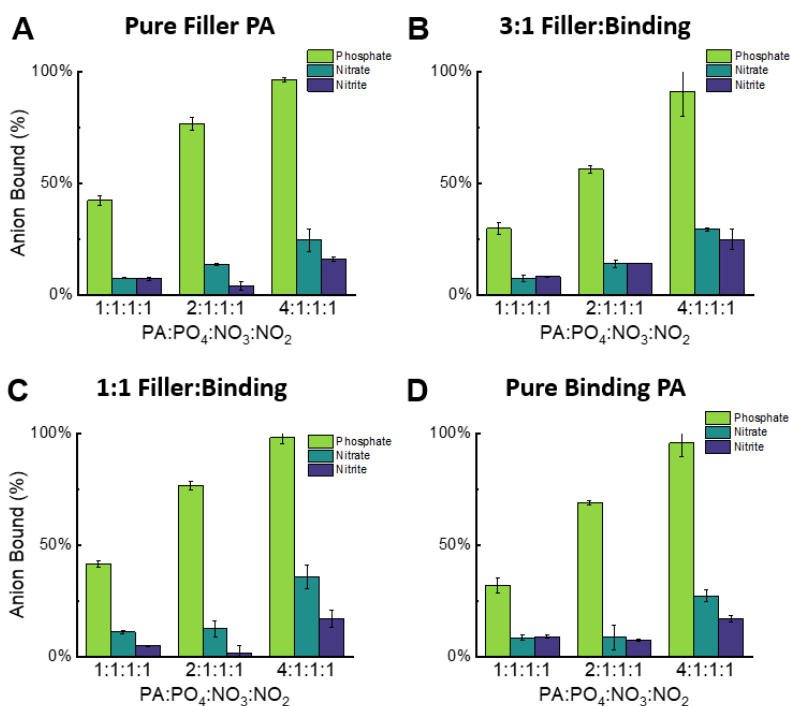 A
Pure Filler PA
Phosphate
Nitrate
Nitrite
100%
50%
0%
Anion Bound (%)
1:1:1:1
2:1:1:1
4:1:1:1
PA:PO₄:NO₃:NO₂
B
3:1 Filler:Binding
Phosphate
Nitrate
Nitrite
100%
50%
0%
1:1:1:1
2:1:1:1
4:1:1:1
PA:PO₄:NO₃:NO₂
C
1:1 Filler:Binding
Phosphate
Nitrate
Nitrite
100%
50%
0%
Anion Bound (%)
1:1:1:1
2:1:1:1
4:1:1:1
PA:PO₄:NO₃:NO₂
D
Pure Binding PA
Phosphate
Nitrate
Nitrite
100%
50%
0%
1:1:1:1
2:1:1:1
4:1:1:1
PA:PO₄:NO₃:NO₂